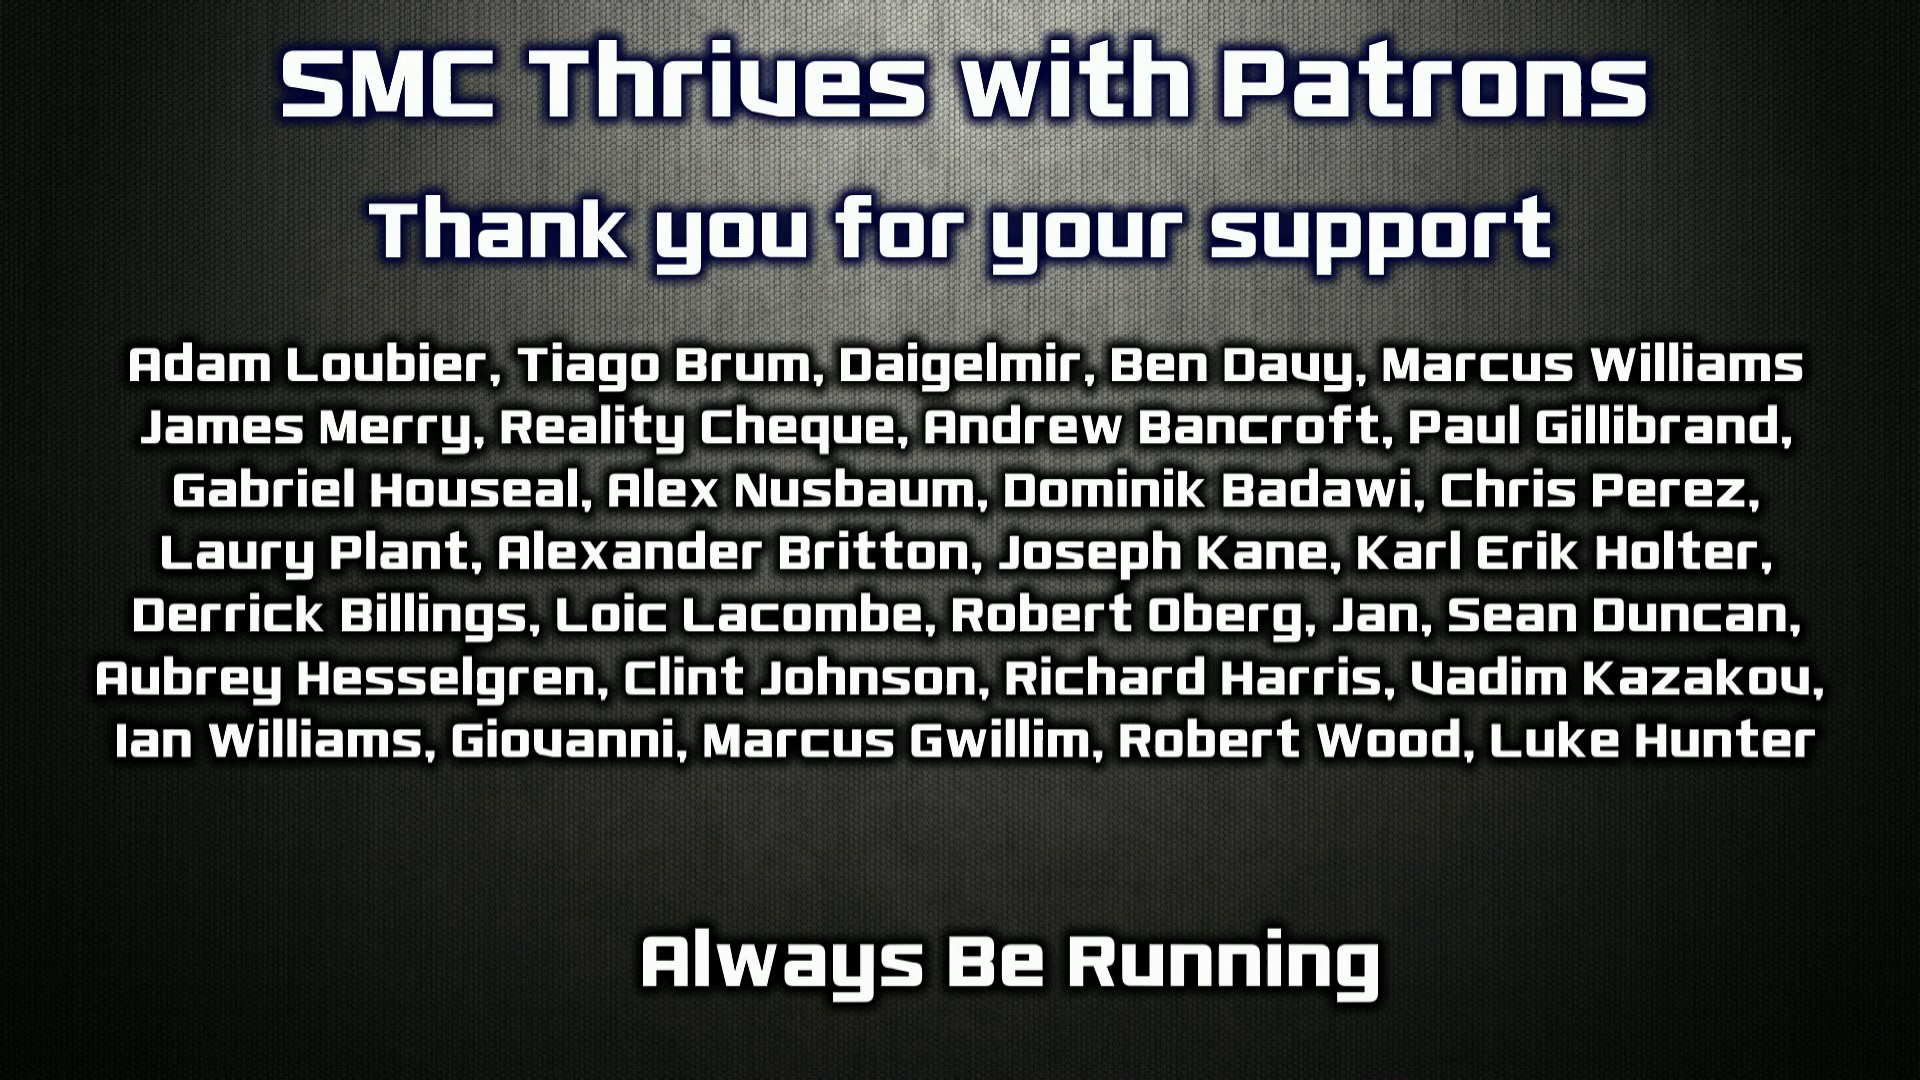 SMC Thrives with Patrons
Thank you for your support
Adam Loubier, Tiago Brum, Daigelmir, Ben Davy, Marcus Williams
James Merry, Reality Cheque, Andrew Bancroft, Paul Gillibrand,
Gabriel Houseal, Alex Nusbaum, Dominik Badawi, Chris Perez,
Laury Plant, Alexander Britton, Joseph Kane, Karl Erik Holter,
Derrick Billings, Loic Lacombe, Robert Oberg, Jan, Sean Duncan,
Aubrey Hesselgren, Clint Johnson, Richard Harris, Vadim Kazakov,
Ian Williams, Giovanni, Marcus Gwillim, Robert Wood, Luke Hunter
Always Be Running